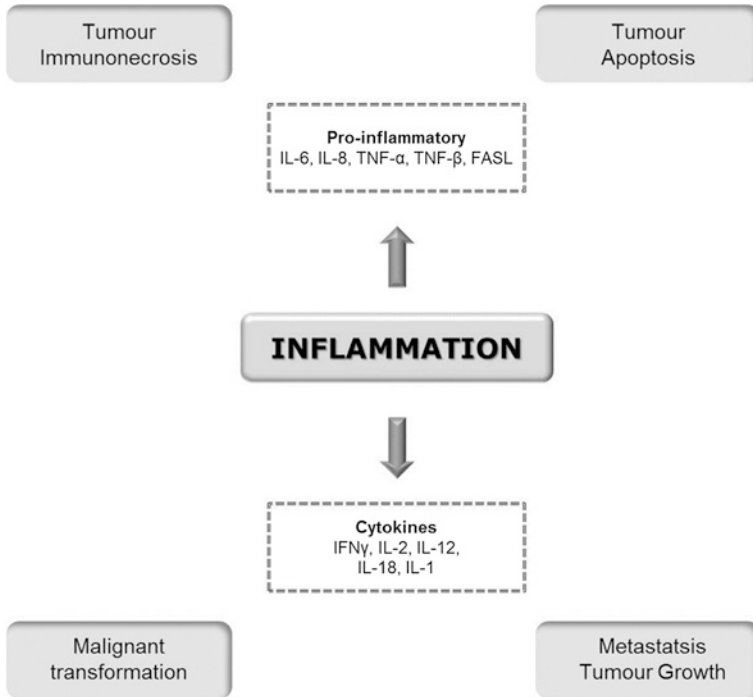 Tumour
Immunonecrosis
Tumour
Apoptosis
Pro-inflammatory
IL-6, IL-8, TNF-α, TNF-β, FASL
INFLAMMATION
Cytokines
IFNγ, IL-2, IL-12,
IL-18, IL-1
Malignant
transformation
Metastatsis
Tumour Growth